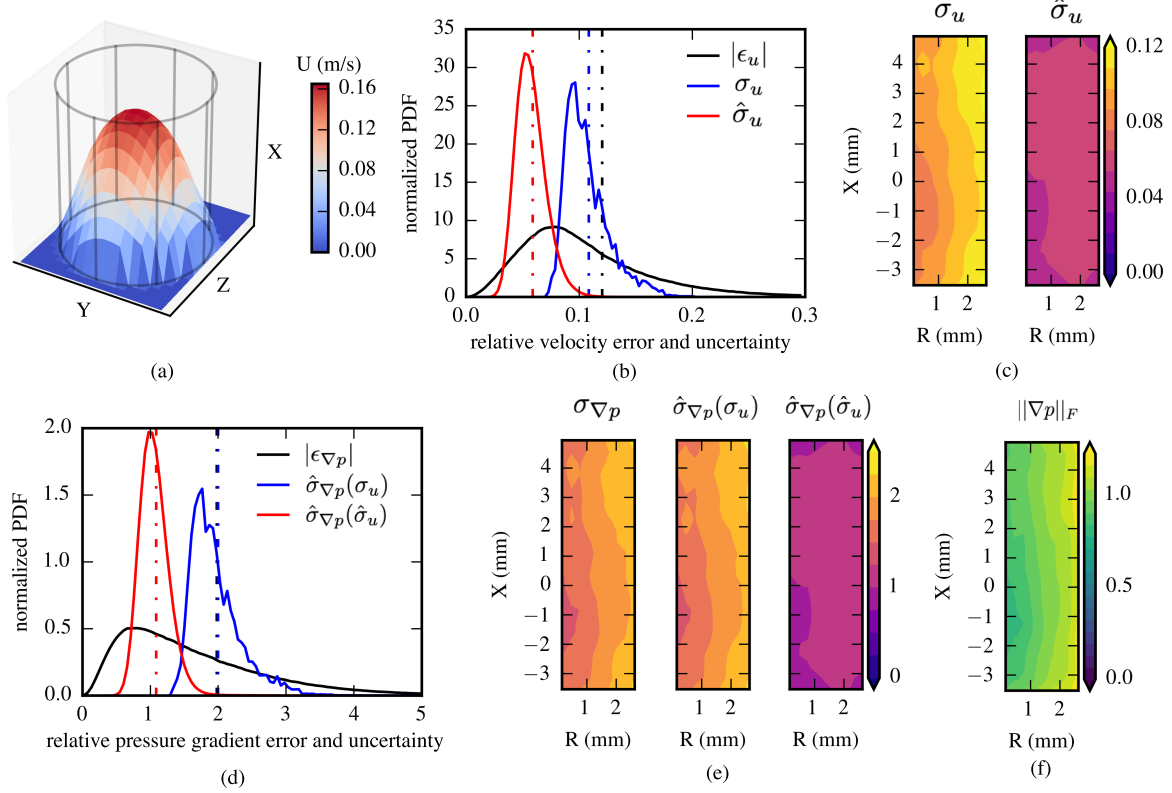 U (m/s)
0.16
0.12
0.08
0.04
0.00
X
Z
Y
(a)
normalized PDF
35
30
25
20
15
10
5
0
0.0
0.1
0.2
0.3
|ϵ_u|
σ_u
σ̂_u
relative velocity error and uncertainty
(b)
σ_u
σ̂_u
X (mm)
4
3
2
1
0
−1
−2
−3
1
2
1
2
R (mm)
R (mm)
0.12
0.08
0.04
0.00
(c)
normalized PDF
2.0
1.5
1.0
0.5
0.0
0
1
2
3
4
5
|ϵ_∇p|
σ̂_∇p(σ_u)
σ̂_∇p(σ̂_u)
relative pressure gradient error and uncertainty
(d)
σ_∇p
σ̂_∇p(σ_u)
σ̂_∇p(σ̂_u)
X (mm)
4
3
2
1
0
−1
−2
−3
1
2
1
2
1
2
R (mm)
R (mm)
R (mm)
2
1
0
(e)
||∇p||_F
X (mm)
4
3
2
1
0
−1
−2
−3
1
2
R (mm)
1.0
0.5
0.0
(f)